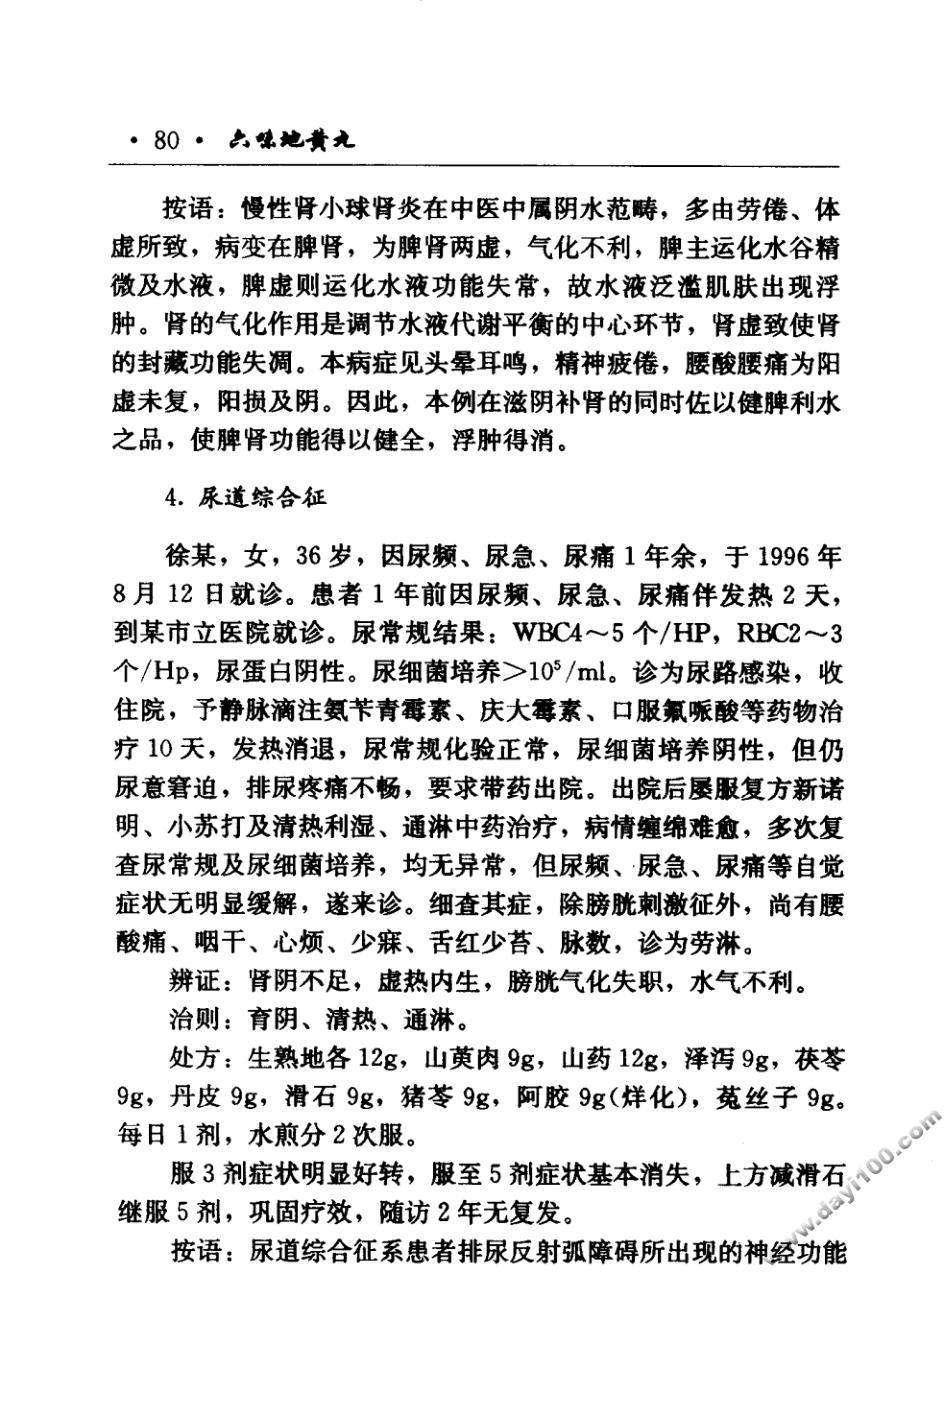 ·80· 六味地黄丸
按语：慢性肾小球肾炎在中医中属阴水范畴，多由劳倦、体
虚所致，病变在脾肾，为脾肾两虚，气化不利，脾主运化水谷精
微及水液，脾虚则运化水液功能失常，故水液泛滥肌肤出现浮
肿。肾的气化作用是调节水液代谢平衡的中心环节，肾虚致使肾
的封藏功能失凋。本病症见头晕耳鸣，精神疲倦，腰酸腰痛为阳
虚未复，阳损及阴。因此，本例在滋阴补肾的同时佐以健脾利水
之品，使脾肾功能得以健全，浮肿得消。
4. 尿道综合征
徐某，女，36岁，因尿频、尿急、尿痛1年余，于1996年
8月12日就诊。患者1年前因尿频、尿急、尿痛伴发热2天，
到某市立医院就诊。尿常规结果：WBC4～5个/HP，RBC2～3
个/Hp，尿蛋白阴性。尿细菌培养＞10⁵/ml。诊为尿路感染，收
住院，予静脉滴注氨苄青霉素、庆大霉素、口服氟哌酸等药物治
疗10天，发热消退，尿常规化验正常，尿细菌培养阴性，但仍
尿意窘迫，排尿疼痛不畅，要求带药出院。出院后屡服复方新诺
明、小苏打及清热利湿、通淋中药治疗，病情缠绵难愈，多次复
查尿常规及尿细菌培养，均无异常，但尿频、尿急、尿痛等自觉
症状无明显缓解，遂来诊。细查其症，除膀胱刺激征外，尚有腰
酸痛、咽干、心烦、少寐、舌红少苔、脉数，诊为劳淋。
辨证：肾阴不足，虚热内生，膀胱气化失职，水气不利。
治则：育阴、清热、通淋。
处方：生熟地各12g，山萸肉9g，山药12g，泽泻9g，茯苓
9g，丹皮9g，滑石9g，猪苓9g，阿胶9g(烊化)，菟丝子9g。
每日1剂，水煎分2次服。
服3剂症状明显好转，服至5剂症状基本消失，上方减滑石
继服5剂，巩固疗效，随访2年无复发。
按语：尿道综合征系患者排尿反射弧障碍所出现的神经功能
www.dayi100.com